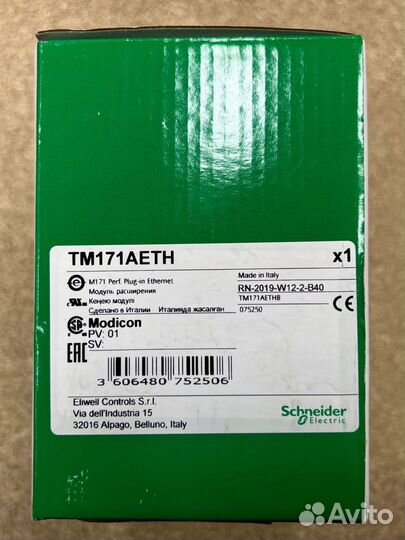 TM171AETH x1
M171 Perf. Plug-in Ethernet
Модуль расширения
Кеңею модулі
Сделано в Италии Италияда жасалған
Made in Italy
RN-2019-W12-2-B40
TM171AETHB
075250
CE
Modicon
PV: 01
SV:
EAC
3 606480 752506
Eliwell Controls S.r.l.
Via dell'Industria 15
32016 Alpago, Belluno, Italy
Schneider
Electric
Avito